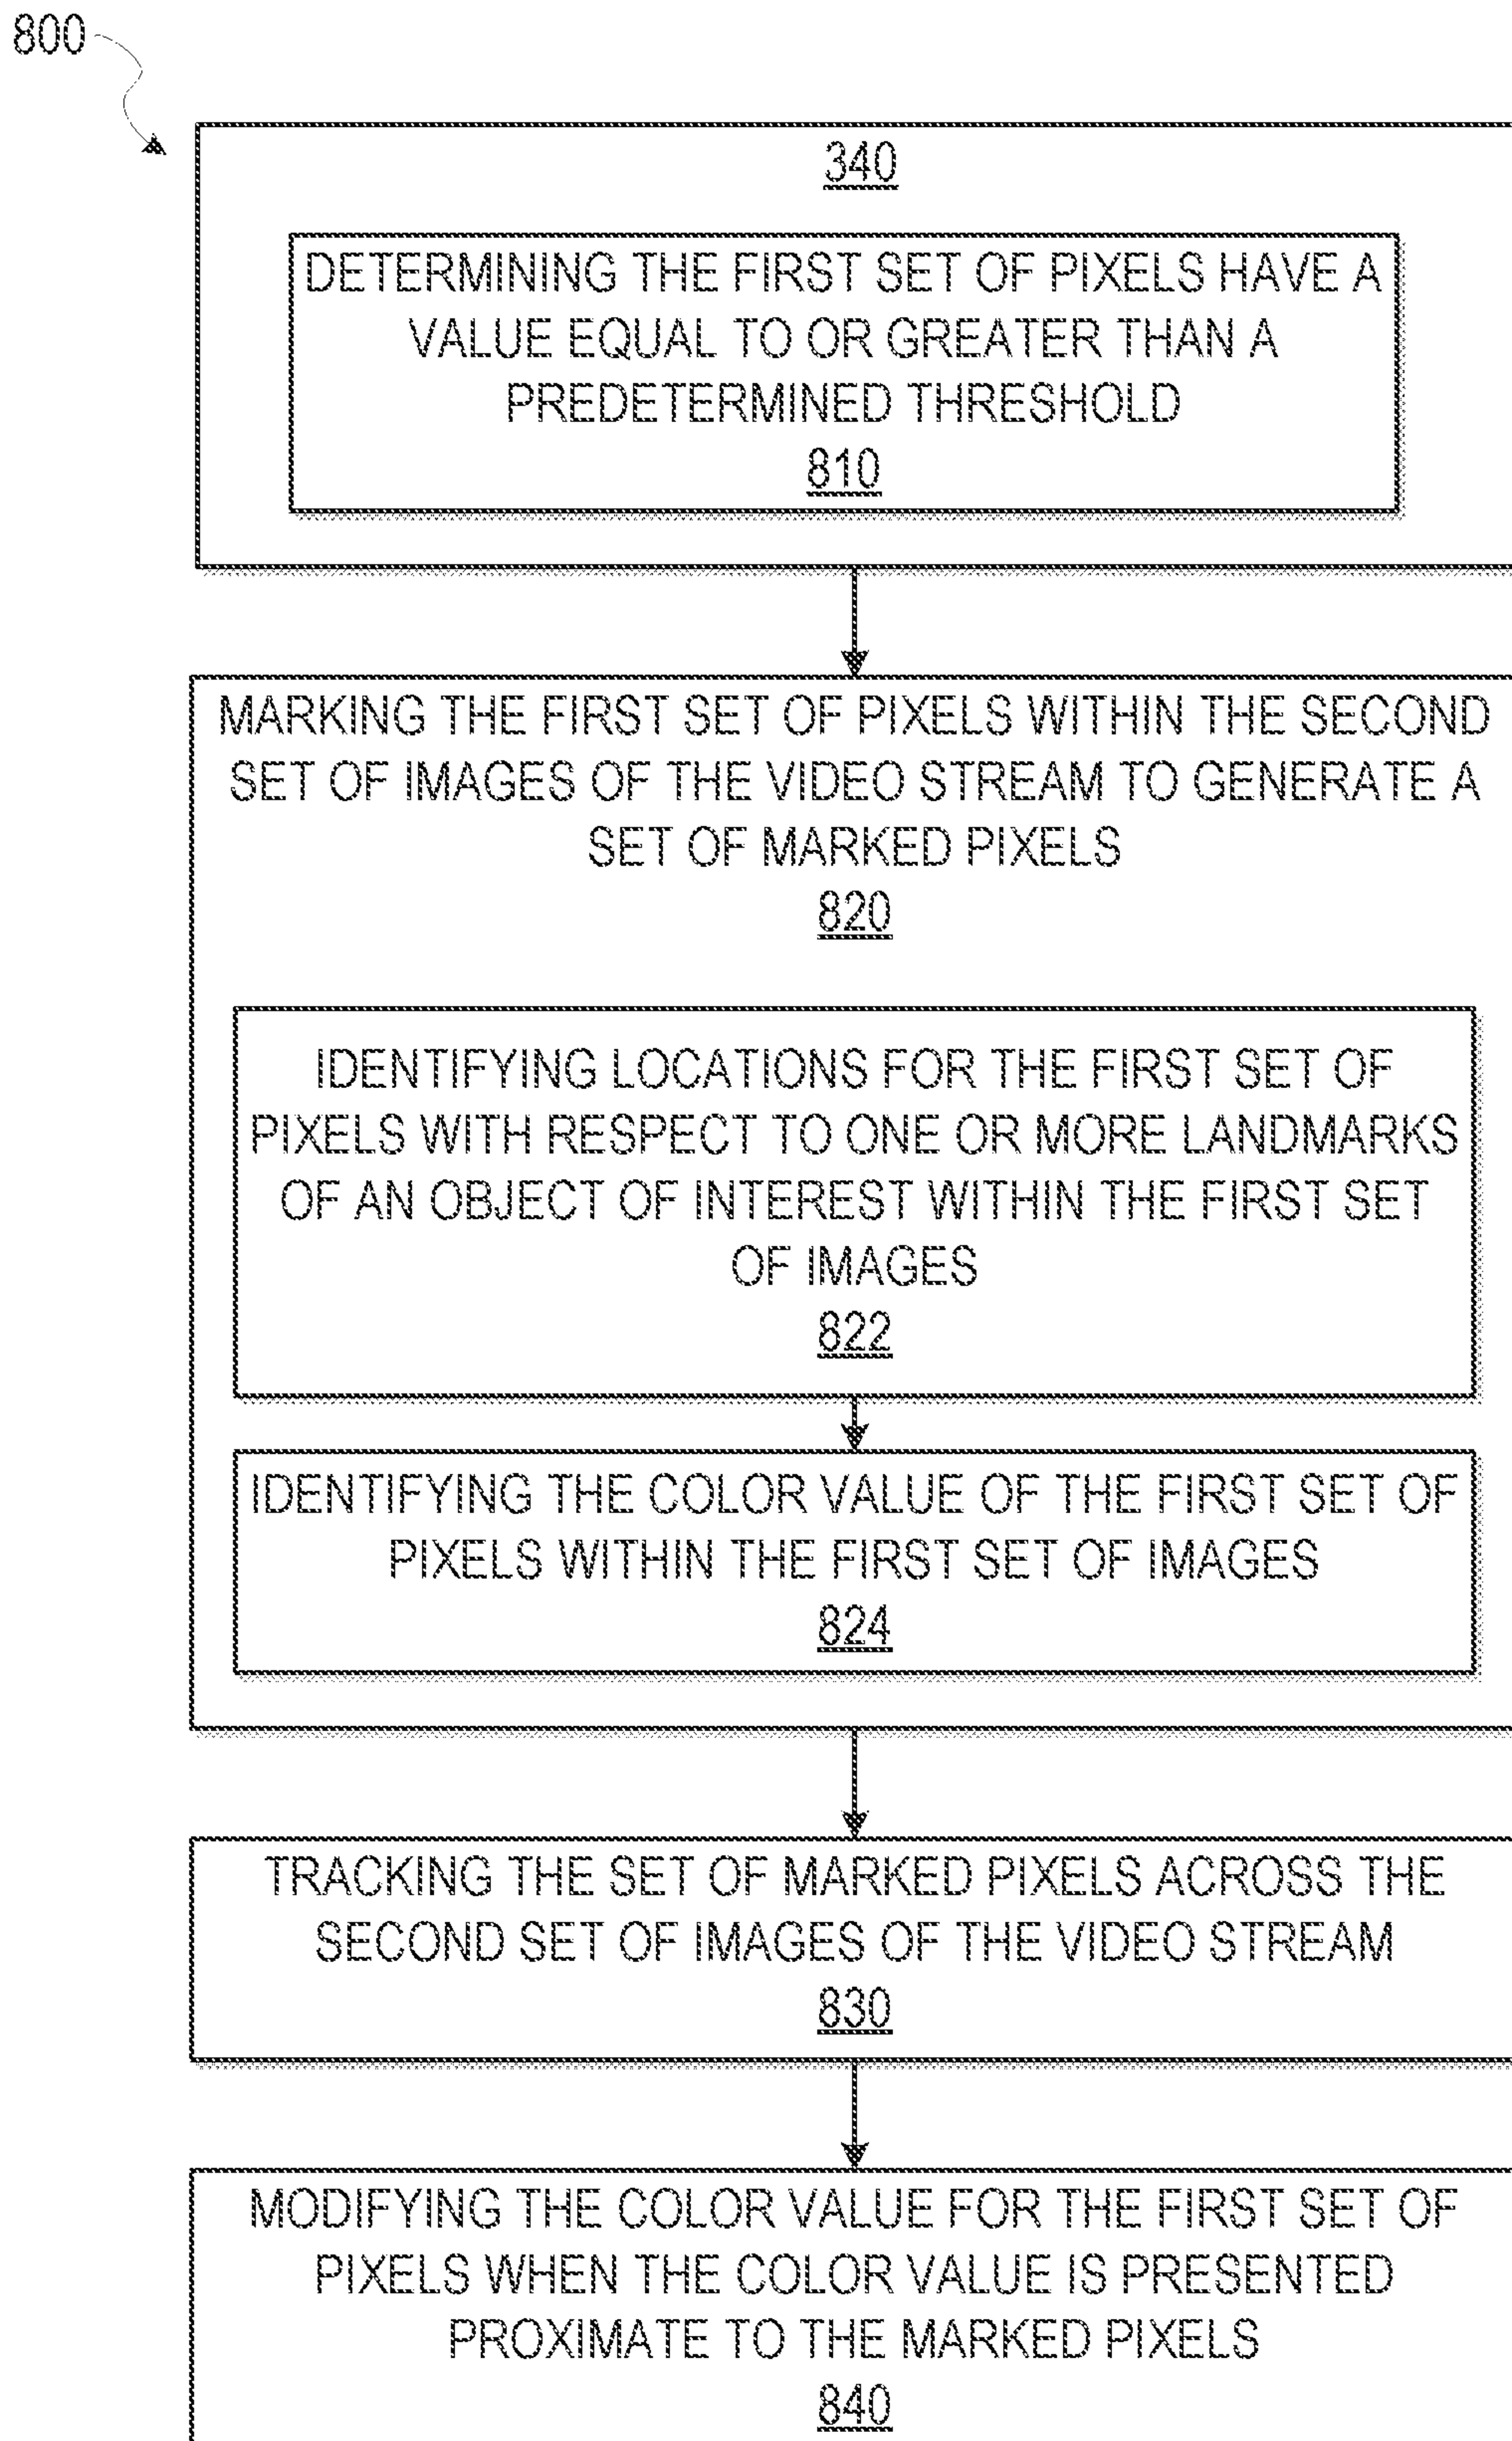 800
340
DETERMINING THE FIRST SET OF PIXELS HAVE A
VALUE EQUAL TO OR GREATER THAN A
PREDETERMINED THRESHOLD
810
MARKING THE FIRST SET OF PIXELS WITHIN THE SECOND
SET OF IMAGES OF THE VIDEO STREAM TO GENERATE A
SET OF MARKED PIXELS
820
IDENTIFYING LOCATIONS FOR THE FIRST SET OF
PIXELS WITH RESPECT TO ONE OR MORE LANDMARKS
OF AN OBJECT OF INTEREST WITHIN THE FIRST SET
OF IMAGES
822
IDENTIFYING THE COLOR VALUE OF THE FIRST SET OF
PIXELS WITHIN THE FIRST SET OF IMAGES
824
TRACKING THE SET OF MARKED PIXELS ACROSS THE
SECOND SET OF IMAGES OF THE VIDEO STREAM
830
MODIFYING THE COLOR VALUE FOR THE FIRST SET OF
PIXELS WHEN THE COLOR VALUE IS PRESENTED
PROXIMATE TO THE MARKED PIXELS
840